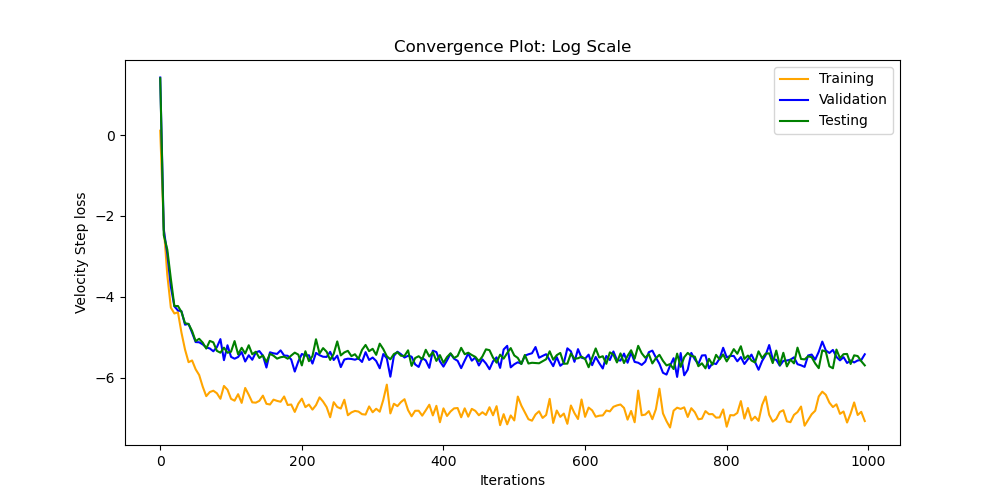 Convergence Plot: Log Scale
Training
Validation
Testing
Velocity Step loss
0
−2
−4
−6
0 200 400 600 800 1000
Iterations